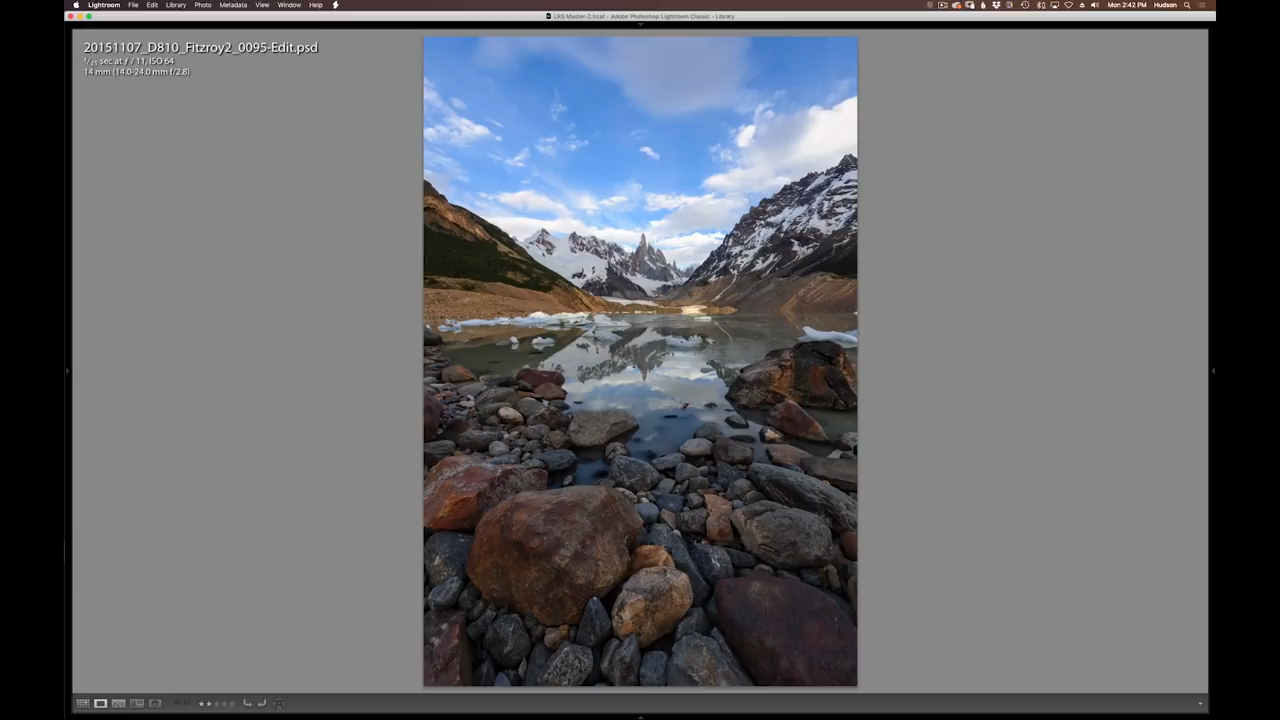 Lightroom File Edit Library Photo Metadata View Window Help Mon 2:42 PM Hudson
LRS Master-2.lrcat - Adobe Photoshop Lightroom Classic - Library
20151107_D810_Fitzroy2_0095-Edit.psd
1/25 sec at f / 11, ISO 64
14 mm (14.0-24.0 mm f/2.8)